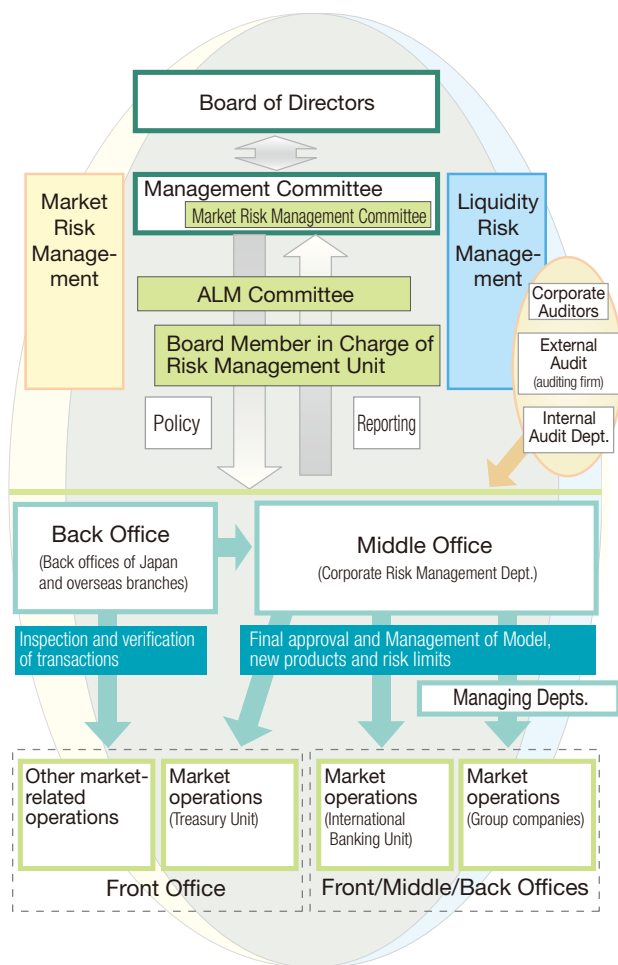 Board of Directors
Management Committee
Market Risk Management Committee
Market
Risk
Manage-
ment
Liquidity
Risk
Manage-
ment
ALM Committee
Board Member in Charge of
Risk Management Unit
Corporate
Auditors
External
Audit
(auditing firm)
Internal
Audit Dept.
Policy
Reporting
Back Office
(Back offices of Japan
and overseas branches)
Middle Office
(Corporate Risk Management Dept.)
Inspection and verification
of transactions
Final approval and Management of Model,
new products and risk limits
Managing Depts.
Other market-
related
operations
Market
operations
(Treasury Unit)
Market
operations
(International
Banking Unit)
Market
operations
(Group companies)
Front Office
Front/Middle/Back Offices